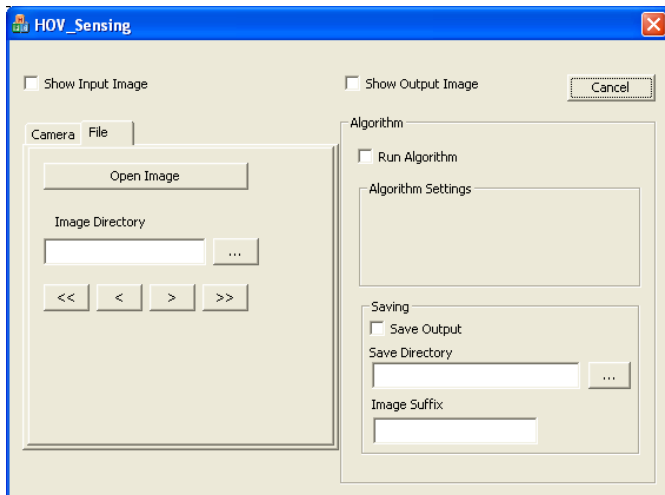 HOV_Sensing
Show Input Image
Show Output Image
Cancel
Camera
File
Open Image
Image Directory
...
<<
<
>
>>
Algorithm
Run Algorithm
Algorithm Settings
Saving
Save Output
Save Directory
...
Image Suffix